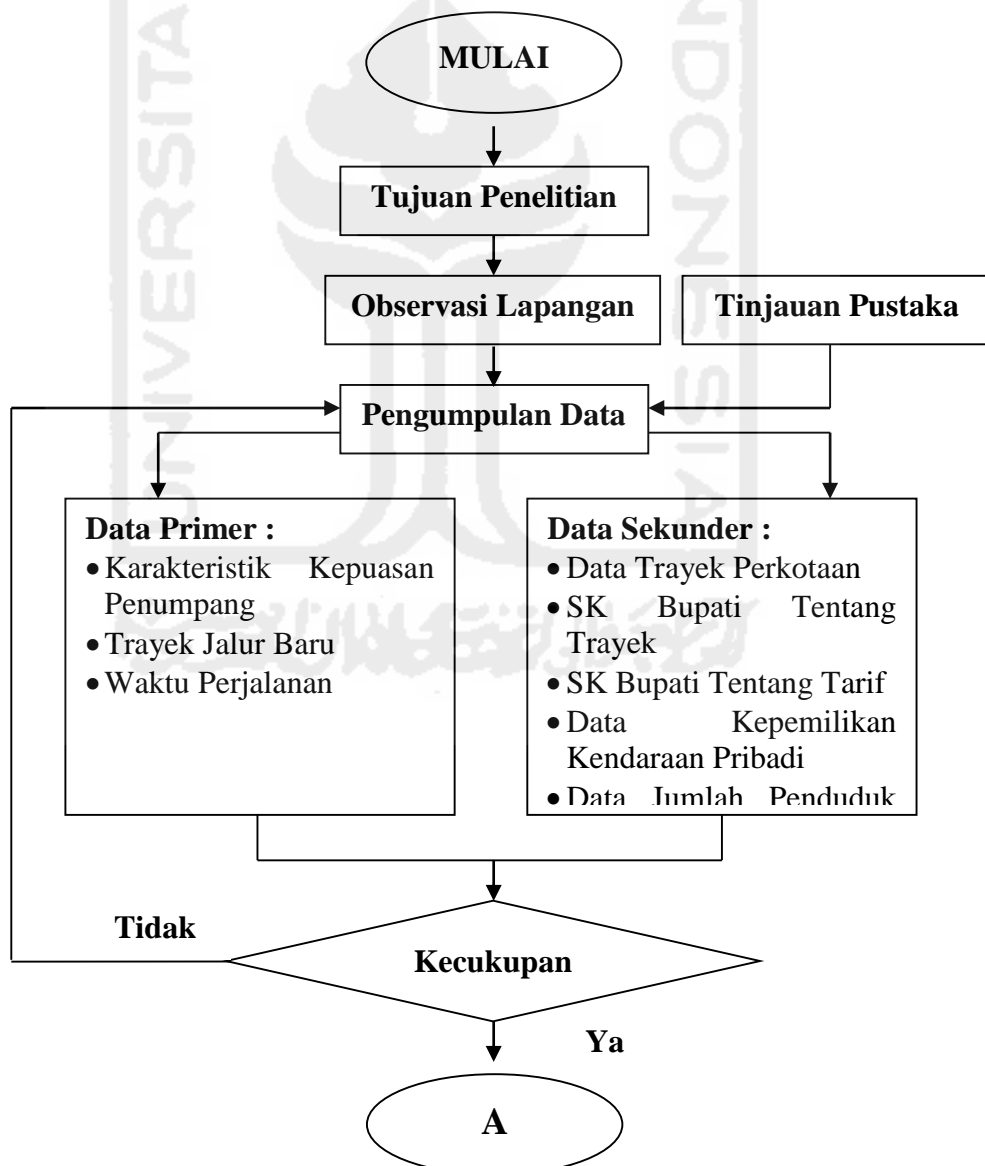 MULAI
Tujuan Penelitian
Observasi Lapangan
Tinjauan Pustaka
Pengumpulan Data
Data Primer :
• Karakteristik Kepuasan
Penumpang
• Trayek Jalur Baru
• Waktu Perjalanan
Data Sekunder :
• Data Trayek Perkotaan
• SK Bupati Tentang
Trayek
• SK Bupati Tentang Tarif
• Data Kepemilikan
Kendaraan Pribadi
• Data Jumlah Penduduk
Tidak
Kecukupan
Ya
A
UNIVERSITA
NDONESIA